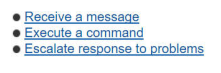 ● Receive a message
● Execute a command
● Escalate response to problems